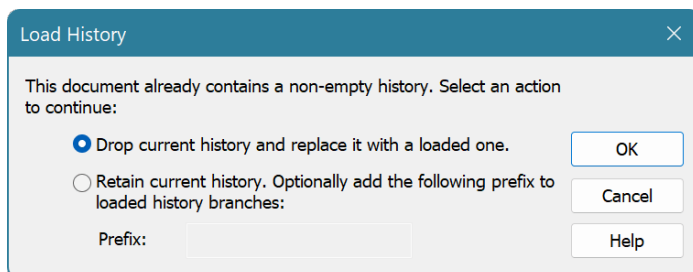 Load History
This document already contains a non-empty history. Select an action
to continue:
Drop current history and replace it with a loaded one.
OK
Retain current history. Optionally add the following prefix to
loaded history branches:
Cancel
Prefix:
Help